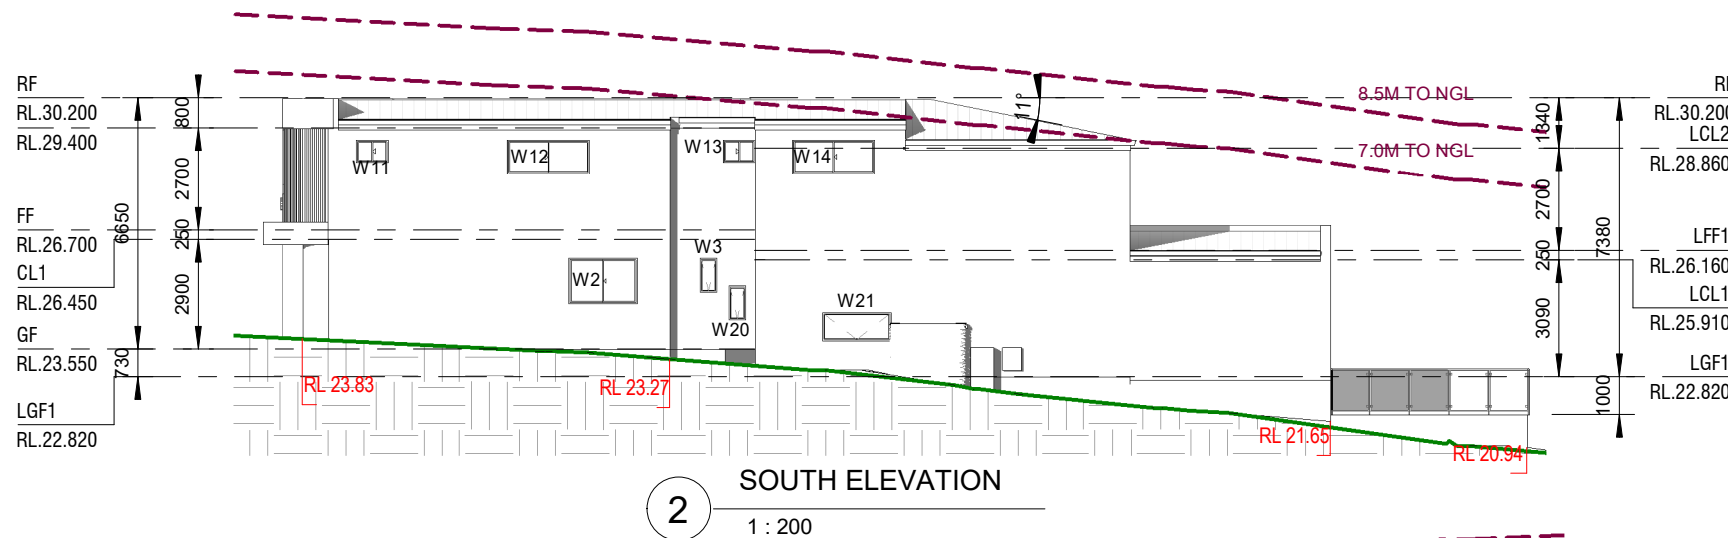 RF
RL.30.200
RL.29.400
FF
RL.26.700
CL1
RL.26.450
GF
RL.23.550
LGF1
RL.22.820
800
2700
250
2900
6650
730
W11
W12
W13
W14
W2
W3
W20
W21
11°
8.5M TO NGL
7.0M TO NGL
RL 23.83
RL 23.27
RL 21.65
RL 20.94
1340
2700
250
3090
7380
1000
RL.30.200
LCL2
RL.28.860
LFF1
RL.26.160
LCL1
RL.25.910
LGF1
RL.22.820
2
SOUTH ELEVATION
1 : 200